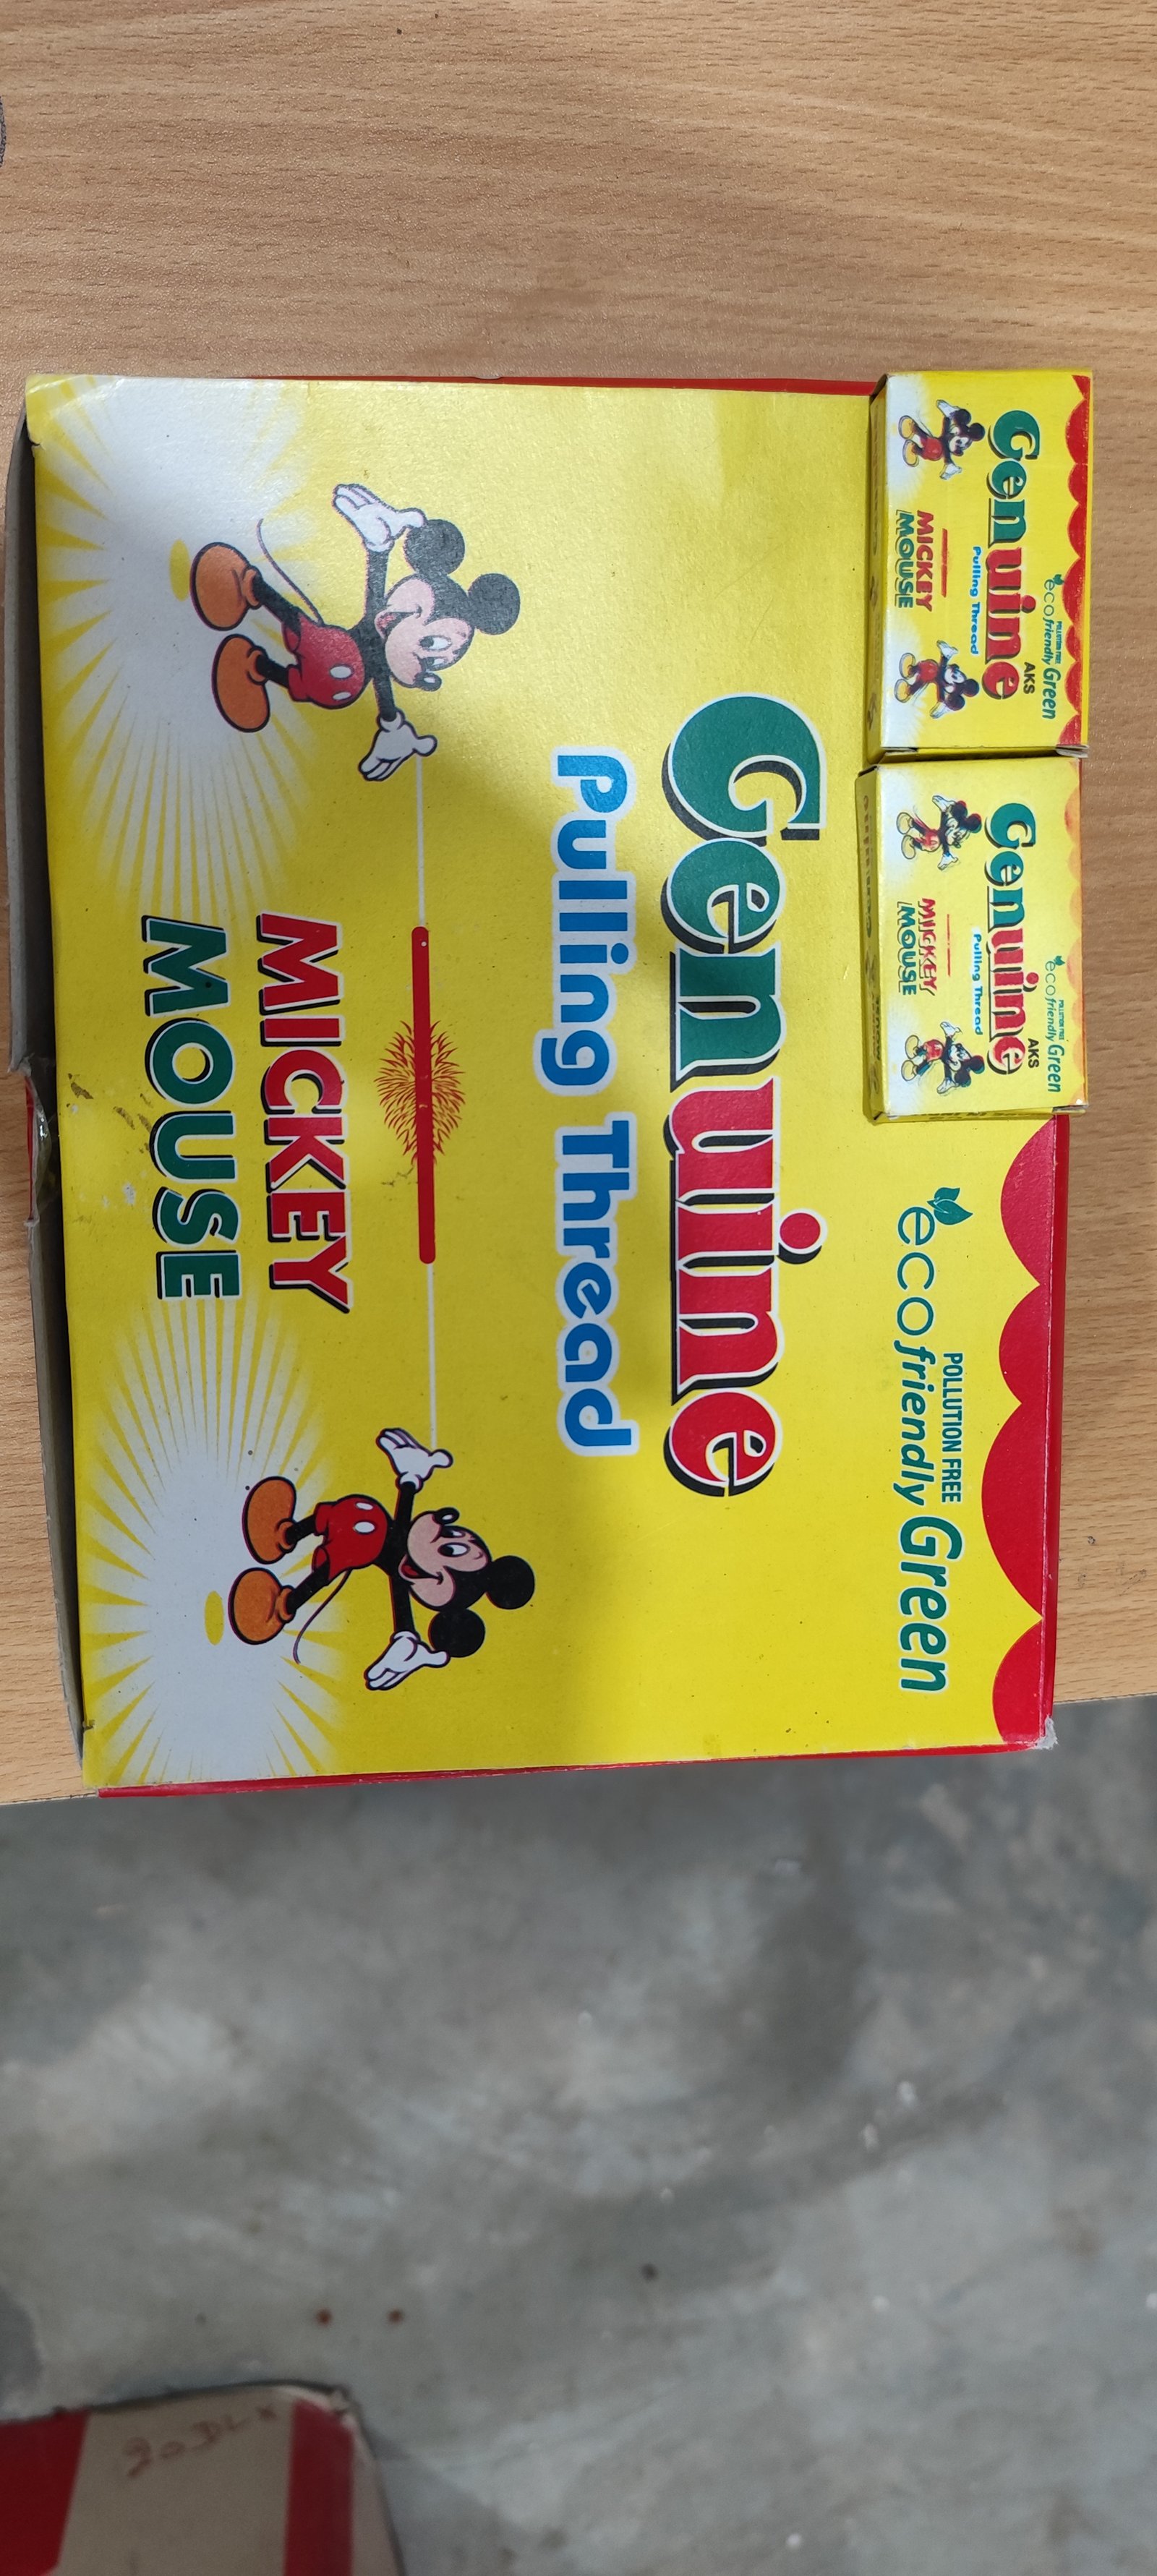 POLLUTION FREE
ecofriendly Green
Genuine
Pulling Thread
MICKEY
MOUSE
POLLUTION FREE
ecofriendly Green
AKS
Genuine
Pulling Thread
MICKEY
MOUSE
POLLUTION FREE
ecofriendly Green
AKS
Genuine
Pulling Thread
MICKEY
MOUSE